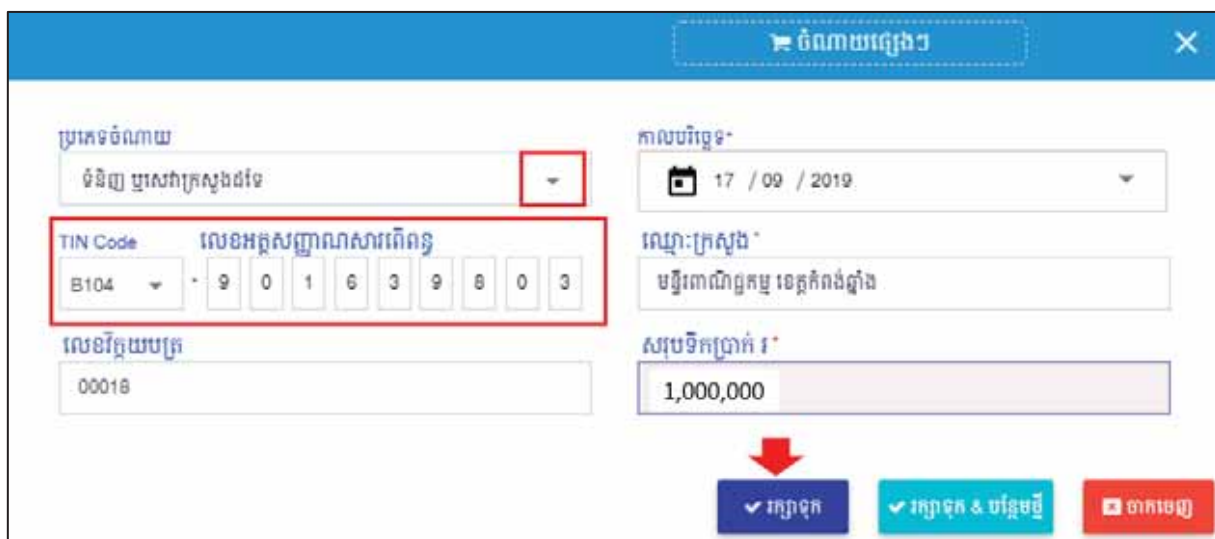 ចំណាយផ្សេងៗ
ប្រភេទចំណាយ
ទំនិញ ឬសេវាក្រសួងដទៃ
កាលបរិច្ឆេទ*
17 / 09 / 2019
TIN Code លេខអត្តសញ្ញាណសារពើពន្ធ
B104 - 9 0 1 6 3 9 8 0 3
ឈ្មោះក្រសួង *
មន្ទីរពាណិជ្ជកម្ម ខេត្តកំពង់ឆ្នាំង
លេខវិក្កយបត្រ
00018
សរុបទឹកប្រាក់ រ *
1,000,000
រក្សាទុក
រក្សាទុក & បន្ថែមថ្មី
ចាកចេញ